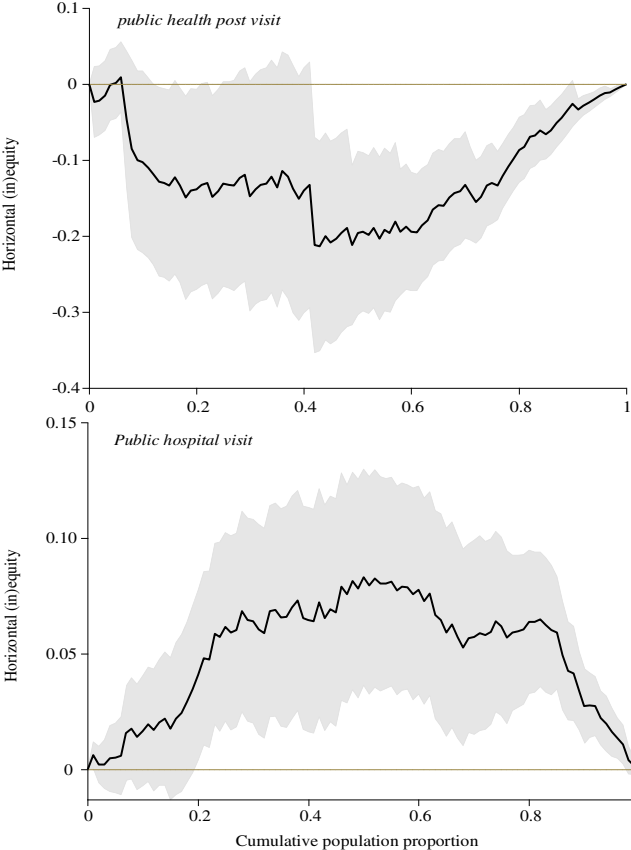 public health post visit
0.1
0
-0.1
-0.2
-0.3
-0.4
Horizontal (in)equity
0 0.2 0.4 0.6 0.8 1
Public hospital visit
0.15
0.10
0.05
0
Horizontal (in)equity
0 0.2 0.4 0.6 0.8
Cumulative population proportion